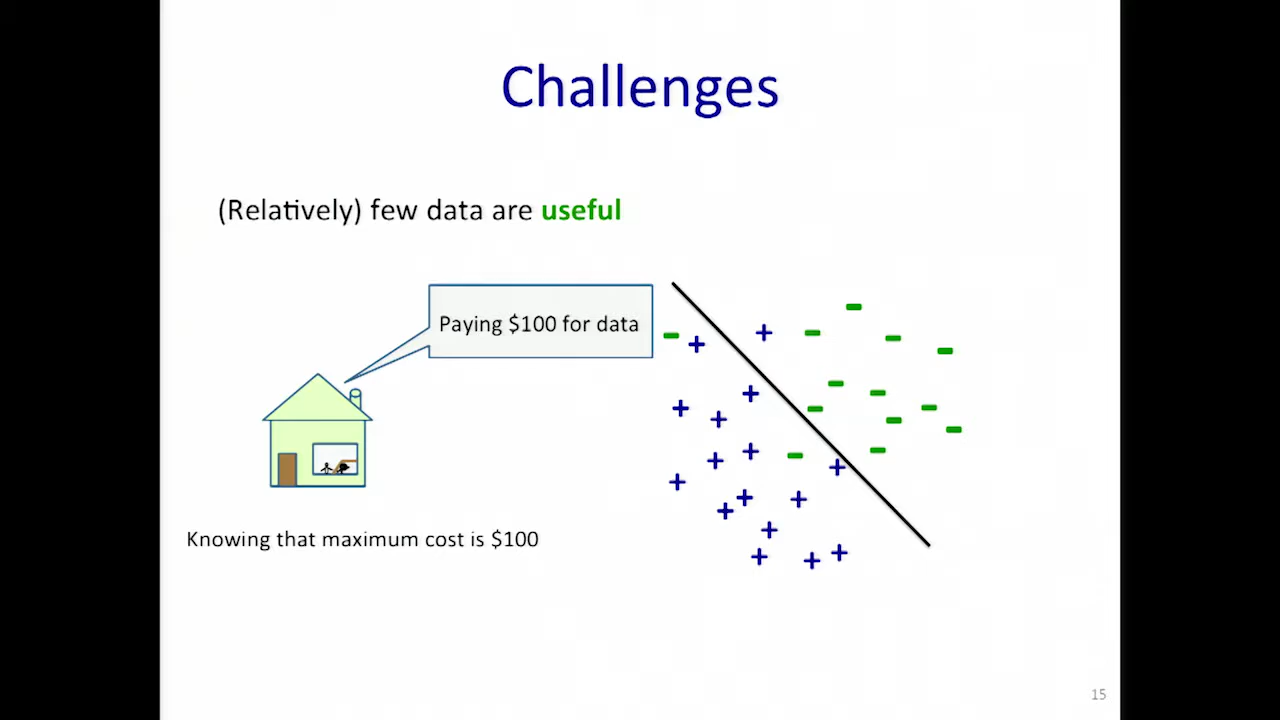 Challenges
(Relatively) few data are useful
Paying $100 for data
Knowing that maximum cost is $100
15